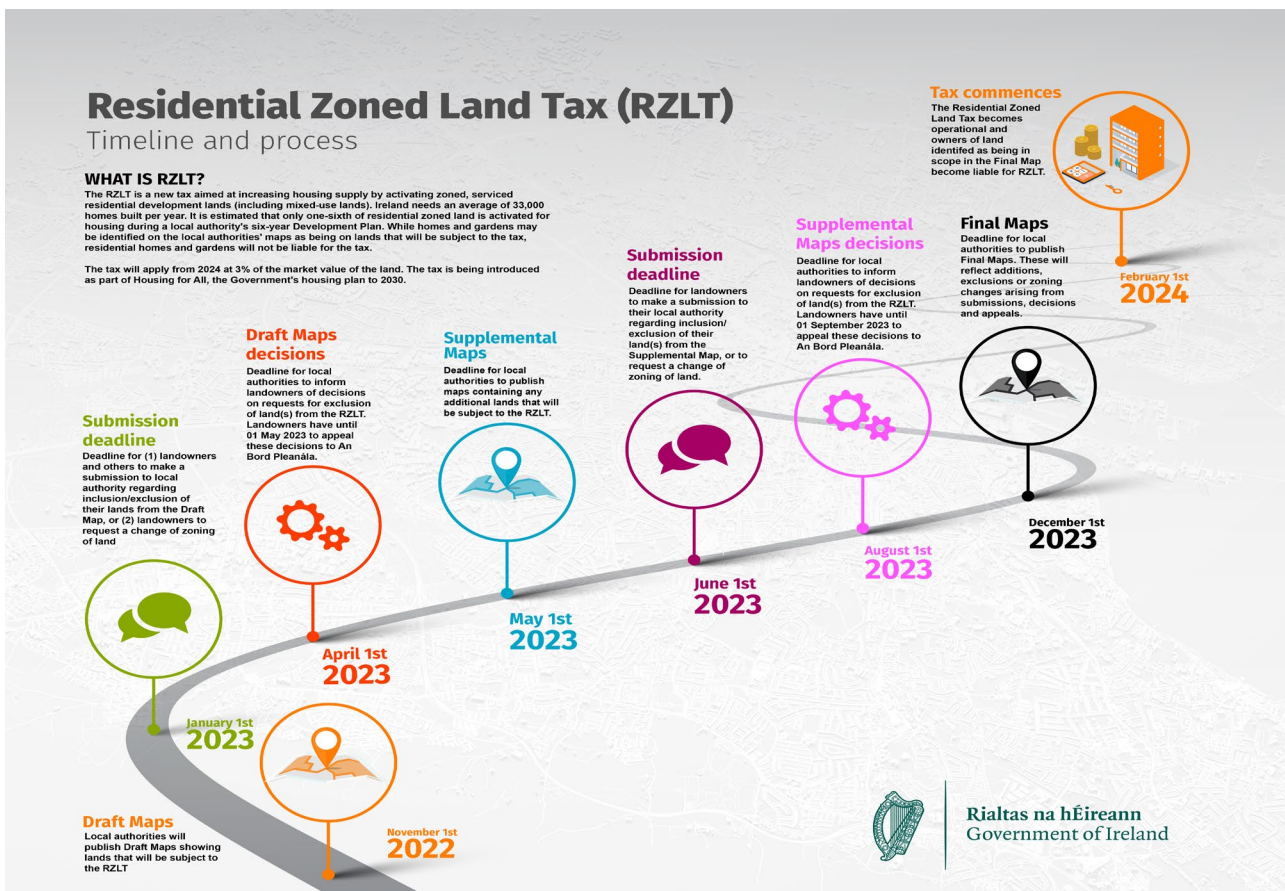 Residential Zoned Land Tax (RZLT)
Timeline and process
WHAT IS RZLT?
The RZLT is a new tax aimed at increasing housing supply by activating zoned, serviced
residential development lands (including mixed-use lands). Ireland needs an average of 33,000
homes built per year. It is estimated that only one-sixth of residential zoned land is activated for
housing during a local authority's six-year Development Plan. While homes and gardens may
be identified on the local authorities' maps as being on lands that will be subject to the tax,
residential homes and gardens will not be liable for the tax.
The tax will apply from 2024 at 3% of the market value of the land. The tax is being introduced
as part of Housing for All, the Government's housing plan to 2030.
Draft Maps
Local authorities will
publish Draft Maps showing
lands that will be subject to
the RZLT
November 1st
2022
Submission
deadline
Deadline for (1) landowners
and others to make a
submission to local
authority regarding
inclusion/exclusion of
their lands from the Draft
Map, or (2) landowners to
request a change of zoning
of land
January 1st
2023
Draft Maps
decisions
Deadline for local
authorities to inform
landowners of decisions
on requests for exclusion
of land(s) from the RZLT.
Landowners have until
01 May 2023 to appeal
these decisions to An
Bord Pleanála.
April 1st
2023
Supplemental
Maps
Deadline for local
authorities to publish
maps containing any
additional lands that will
be subject to the RZLT.
May 1st
2023
Submission
deadline
Deadline for landowners
to make a submission to
their local authority
regarding inclusion/
exclusion of their
land(s) from the
Supplemental Map, or to
request a change of
zoning of land.
June 1st
2023
Supplemental
Maps decisions
Deadline for local
authorities to inform
landowners of decisions
on requests for exclusion
of land(s) from the RZLT.
Landowners have until
01 September 2023 to
appeal these decisions to
An Bord Pleanála.
August 1st
2023
Final Maps
Deadline for local
authorities to publish
Final Maps. These will
reflect additions,
exclusions or zoning
changes arising from
submissions, decisions
and appeals.
December 1st
2023
Tax commences
The Residential Zoned
Land Tax becomes
operational and
owners of land
identifed as being in
scope in the Final Map
become liable for RZLT.
February 1st
2024
Rialtas na hÉireann
Government of Ireland